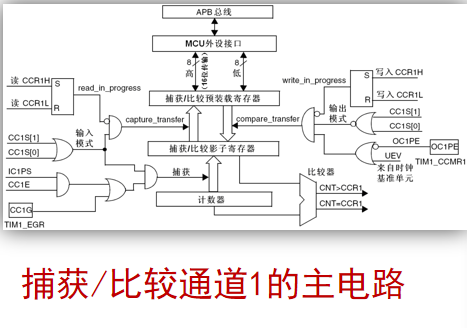 APB总线
MCU外设接口
8
高
(16位传输)
8
低
读 CCR1H
S
read_in_progress
write_in_progress
S
写入 CCR1H
读 CCR1L
R
R
写入 CCR1L
捕获/比较预装载寄存器
输入
模式
capture_transfer
compare_transfer
输出
模式
CC1S[1]
CC1S[0]
CC1S[1]
CC1S[0]
捕获/比较影子寄存器
OC1PE
OC1PE
UEV
TIM1_CCMR1
来自时钟
基准单元
IC1PS
CC1E
捕获
比较器
CC1G
TIM1_EGR
计数器
CNT>CCR1
CNT=CCR1
捕获/比较通道1的主电路